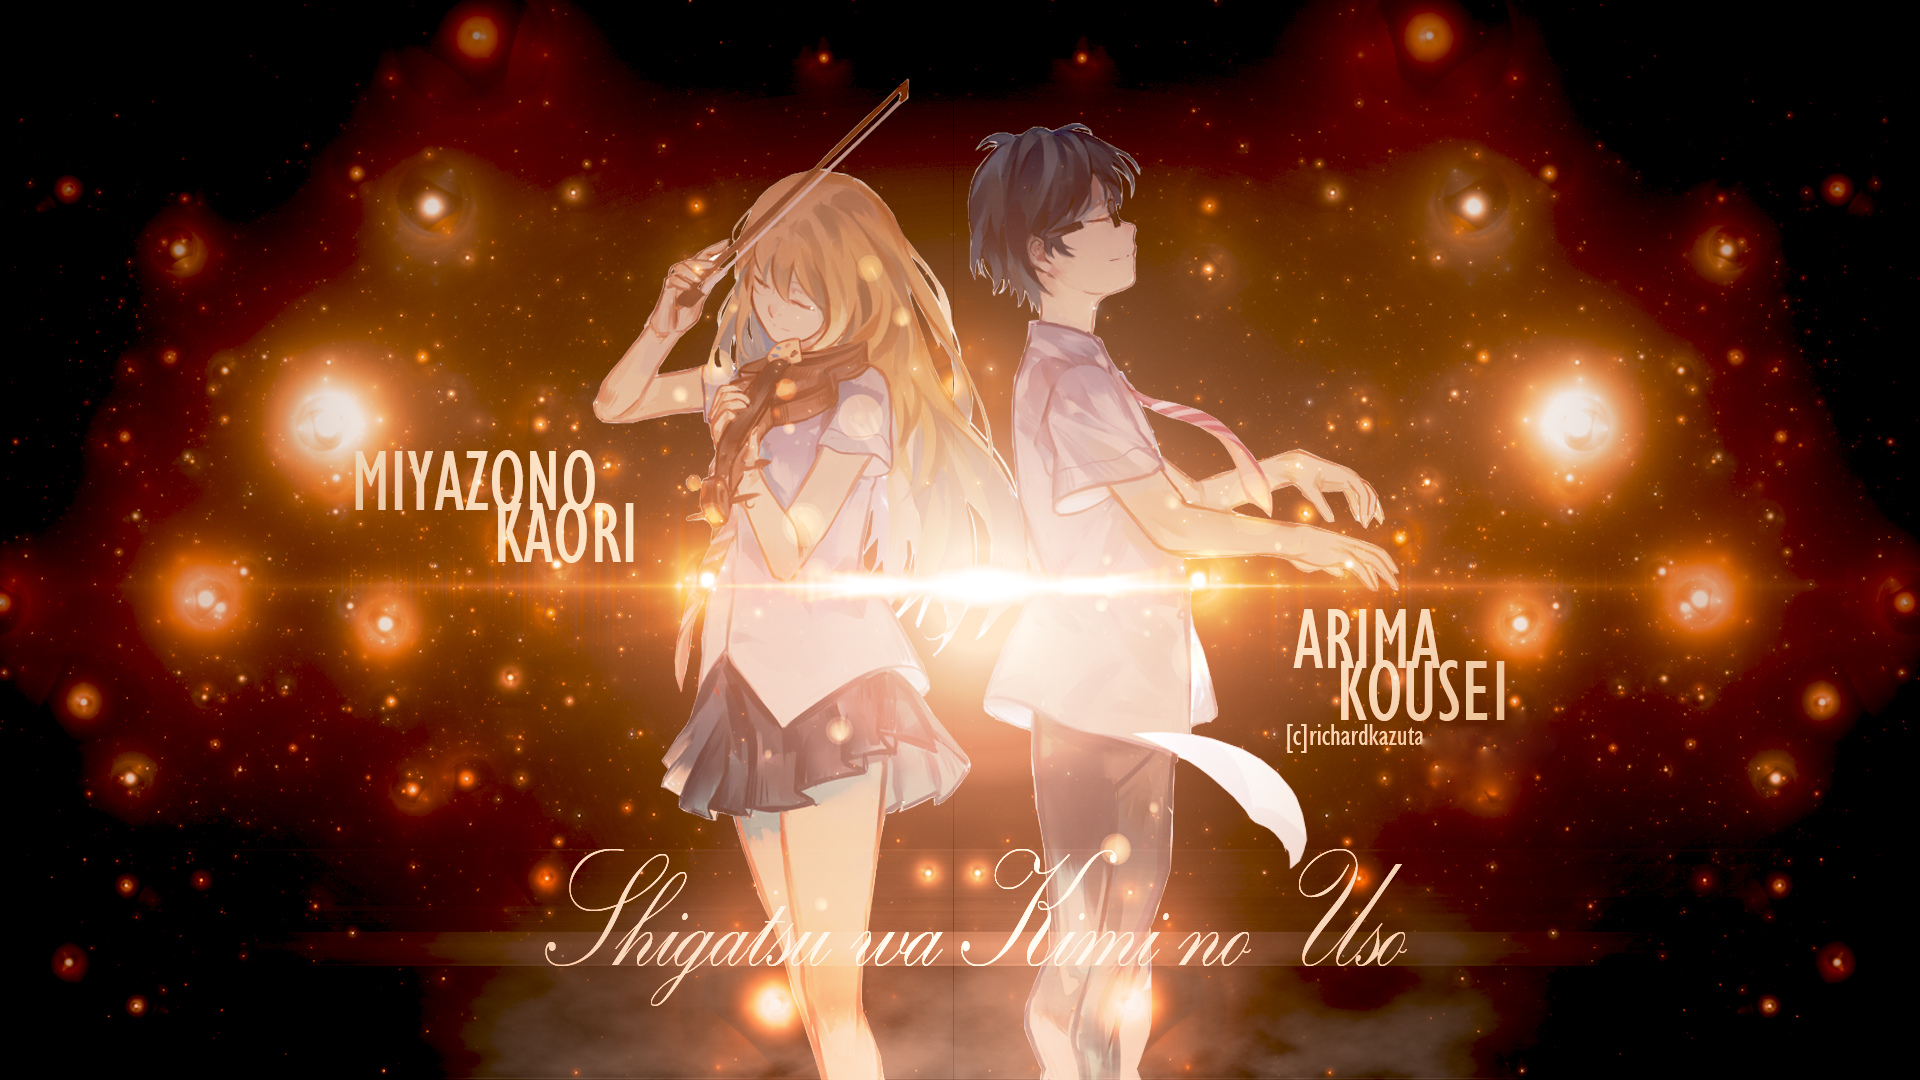 MIYAZONO
KAORI
ARIMA
KOUSEI
[c]richardkazuta
Shigatsu wa Kimi no Uso